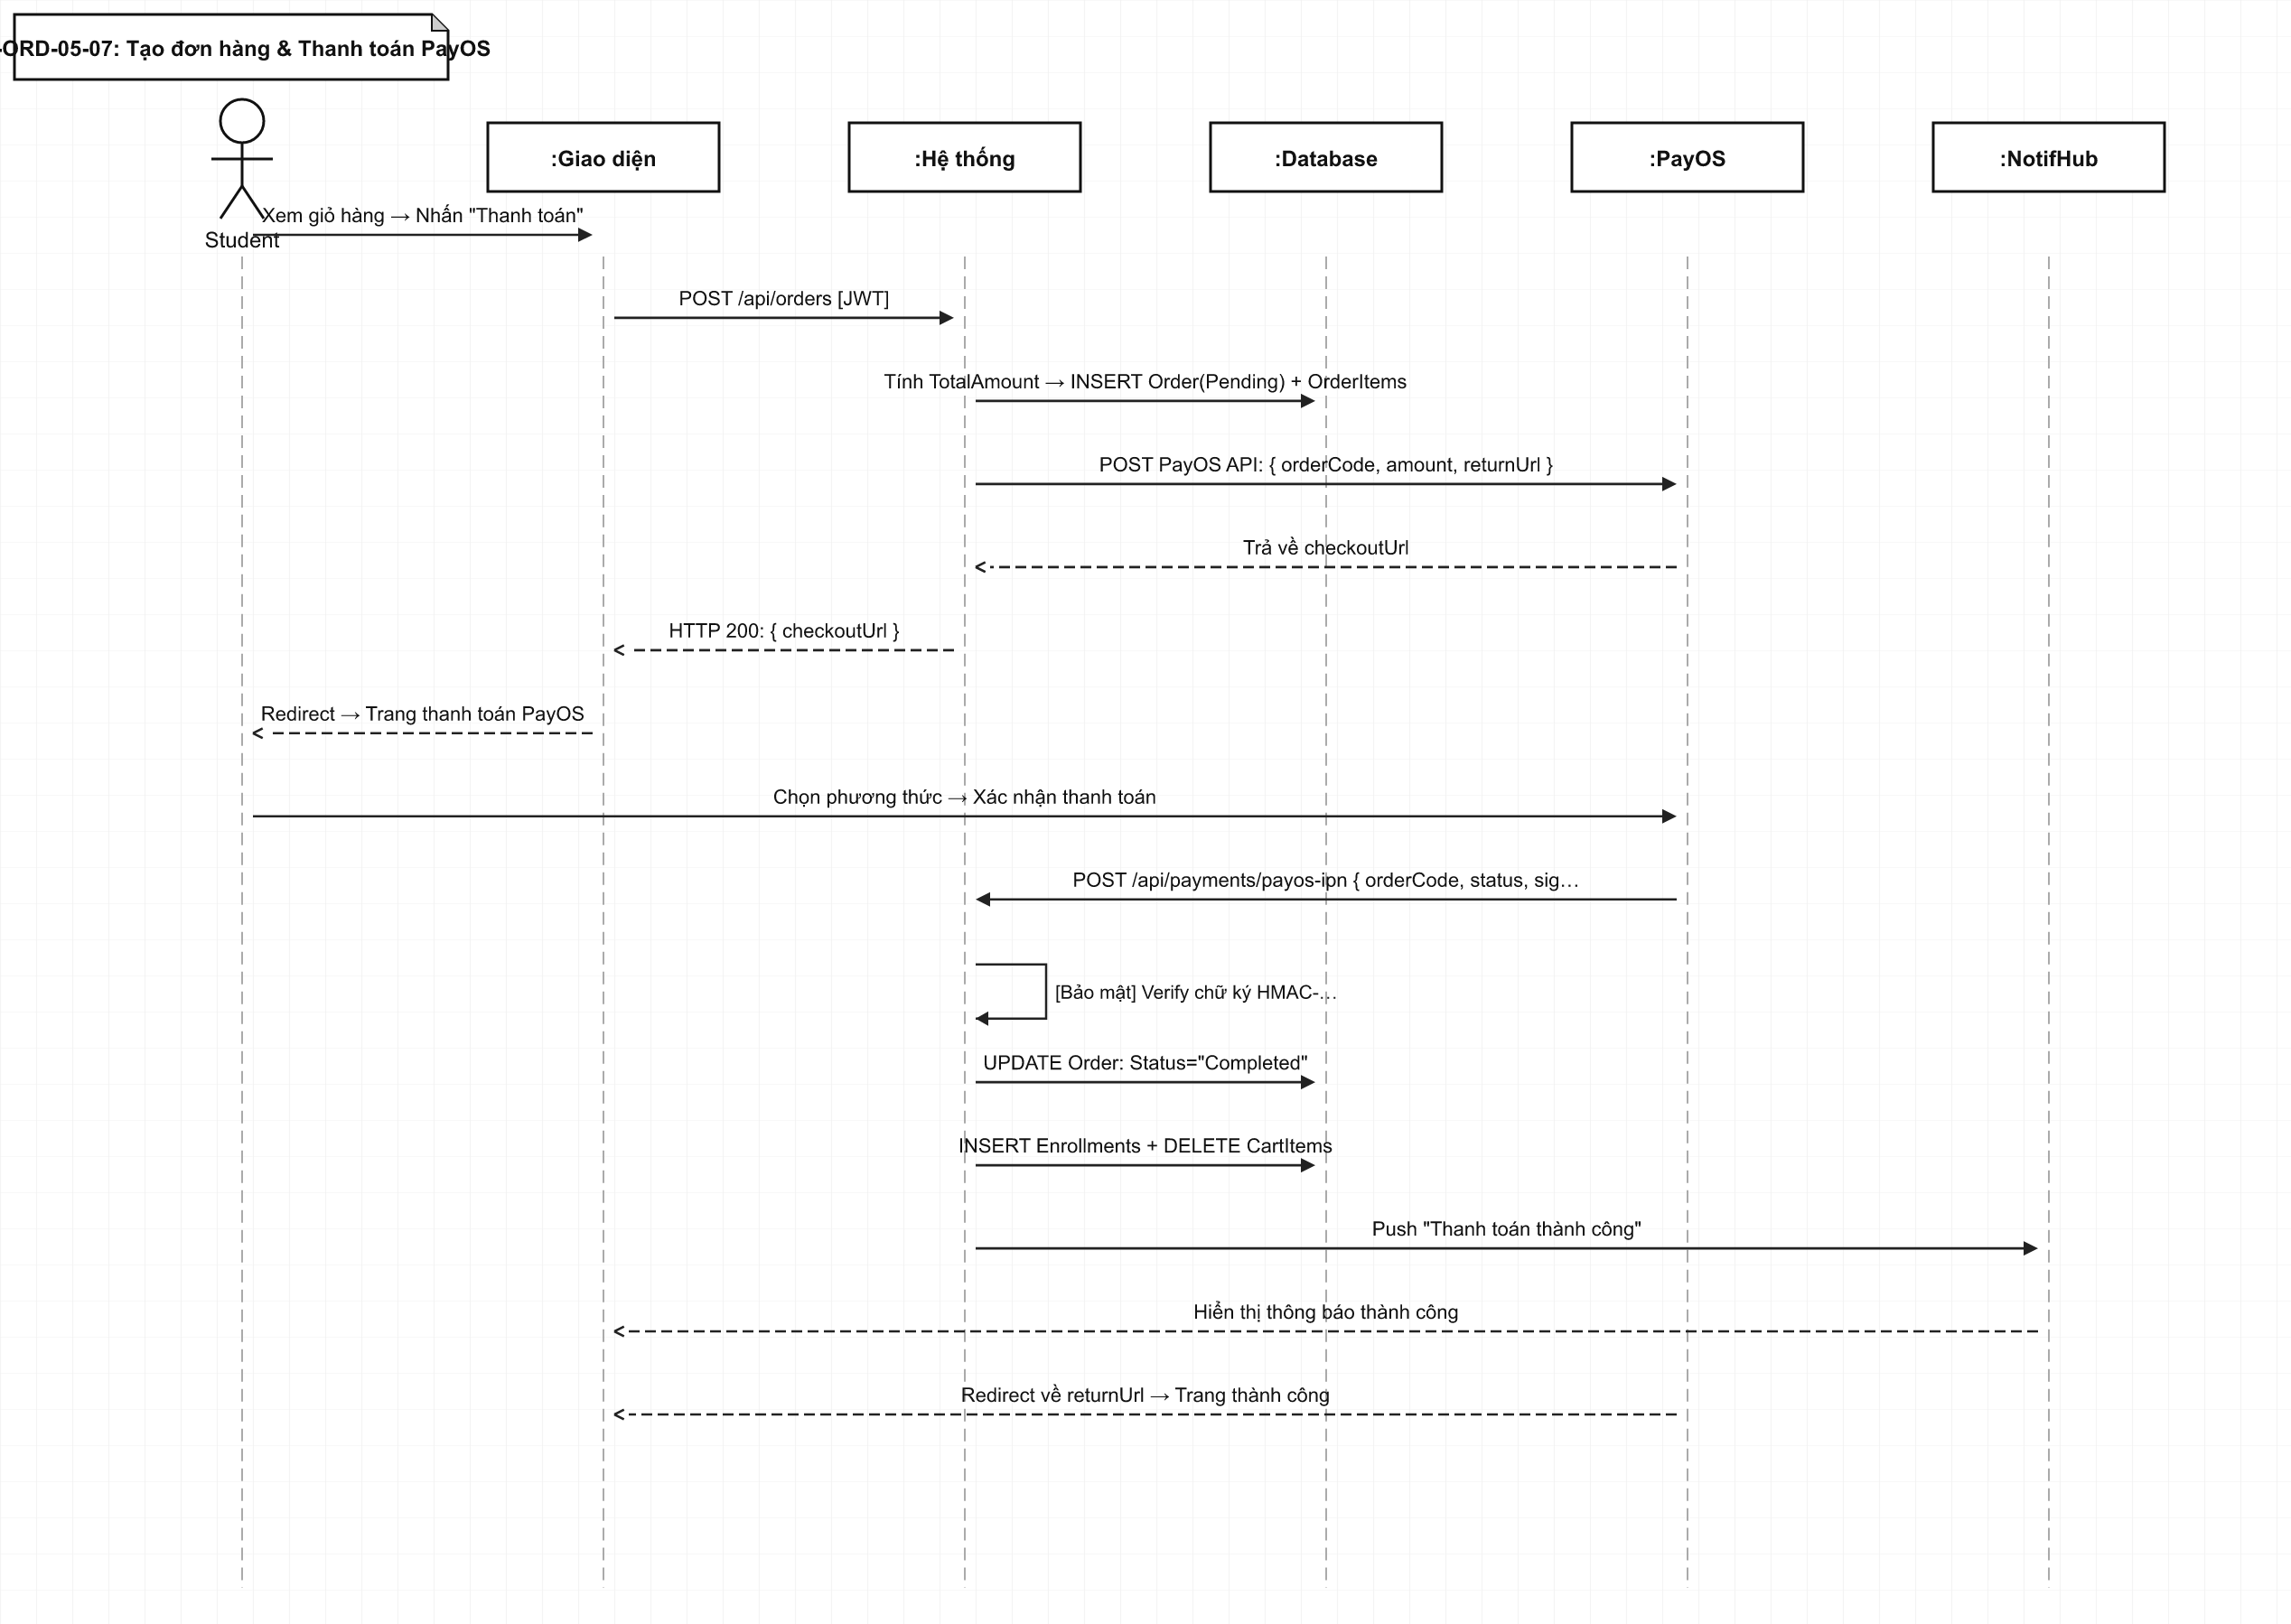 -ORD-05-07: Tạo đơn hàng & Thanh toán PayOS
:Giao diện
:Hệ thống
:Database
:PayOS
:NotifHub
Xem giỏ hàng → Nhấn "Thanh toán"
Student
POST /api/orders [JWT]
Tính TotalAmount → INSERT Order(Pending) + OrderItems
POST PayOS API: { orderCode, amount, returnUrl }
Trả về checkoutUrl
HTTP 200: { checkoutUrl }
Redirect → Trang thanh toán PayOS
Chọn phương thức → Xác nhận thanh toán
POST /api/payments/payos-ipn { orderCode, status, sig…
[Bảo mật] Verify chữ ký HMAC-…
UPDATE Order: Status="Completed"
INSERT Enrollments + DELETE CartItems
Push "Thanh toán thành công"
Hiển thị thông báo thành công
Redirect về returnUrl → Trang thành công